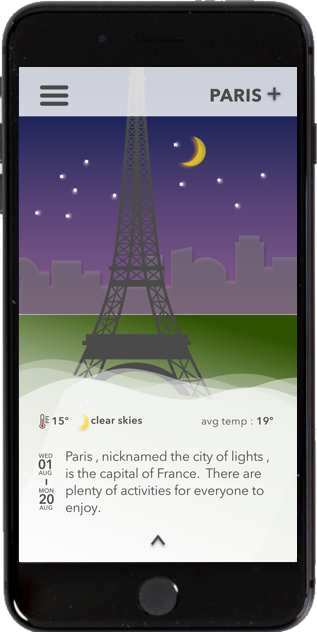 PARIS +
15° clear skies avg temp : 19°
WED
01
AUG
MON
20
AUG
Paris , nicknamed the city of lights ,
is the capital of France. There are
plenty of activities for everyone to
enjoy.